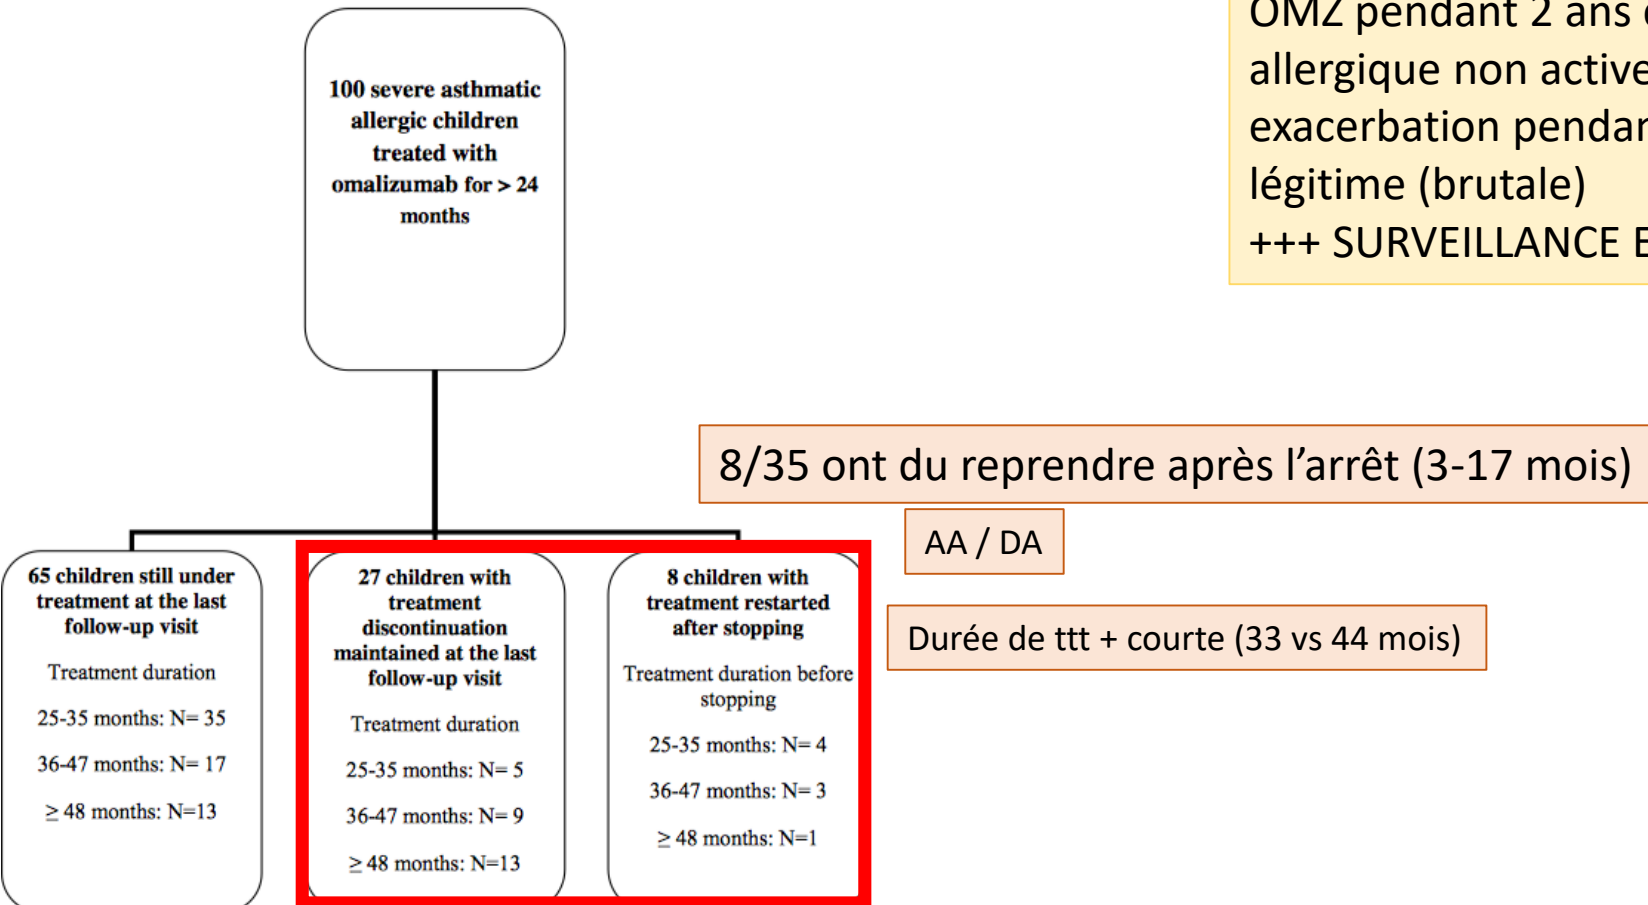 OMZ pendant 2 ans
allergique non active
exacerbation
légitime (brutale)
+++ SURVEILLANCE
100 severe asthmatic
allergic children
treated with
omalizumab for > 24
months
8/35 ont du reprendre après l’arrêt (3-17 mois)
AA / DA
Durée de ttt + courte (33 vs 44 mois)
65 children still under
treatment at the last
follow-up visit
Treatment duration
25-35 months: N= 35
36-47 months: N= 17
≥ 48 months: N=13
27 children with
treatment
discontinuation
maintained at the last
follow-up visit
Treatment duration
25-35 months: N= 5
36-47 months: N= 9
≥ 48 months: N=13
8 children with
treatment restarted
after stopping
Treatment duration before
stopping
25-35 months: N= 4
36-47 months: N= 3
≥ 48 months: N=1